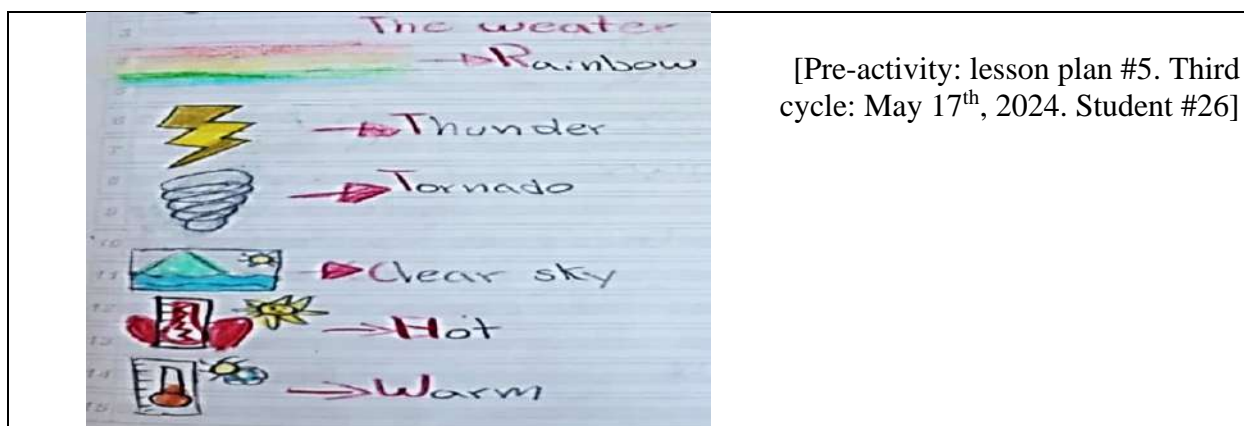 The weater
Rainbow
Thunder
Tornado
Clear sky
Hot
Warm
[Pre-activity: lesson plan #5. Third
cycle: May 17th, 2024. Student #26]